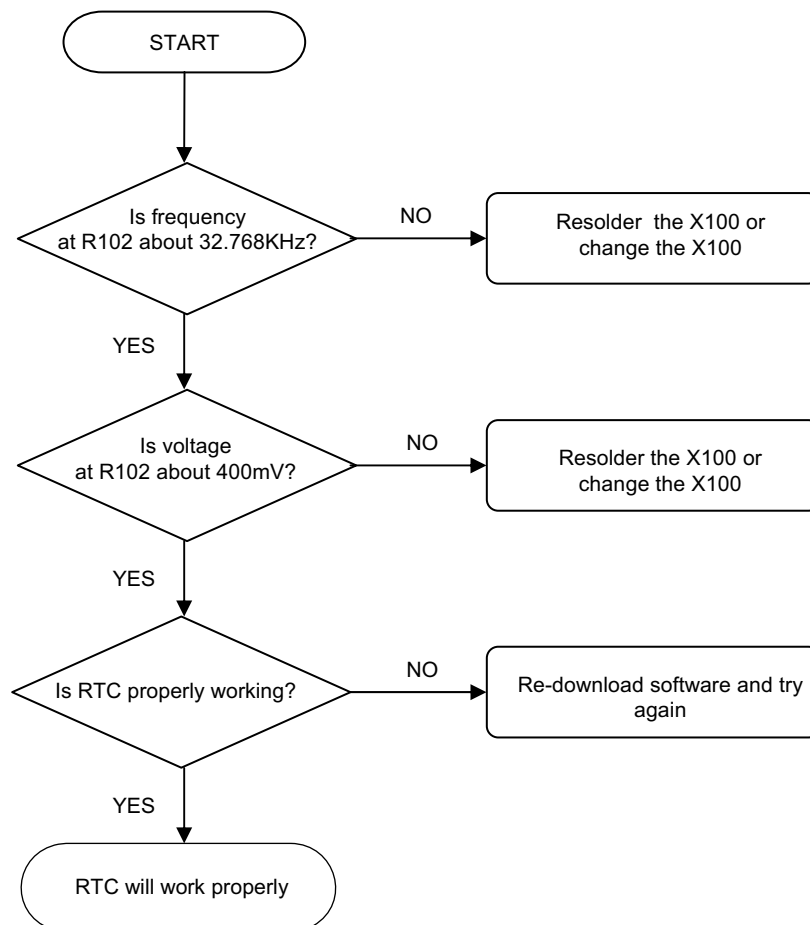 START
Is frequency
at R102 about 32.768KHz?
NO
Resolder the X100 or
change the X100
YES
Is voltage
at R102 about 400mV?
NO
Resolder the X100 or
change the X100
YES
Is RTC properly working?
NO
Re-download software and try
again
YES
RTC will work properly